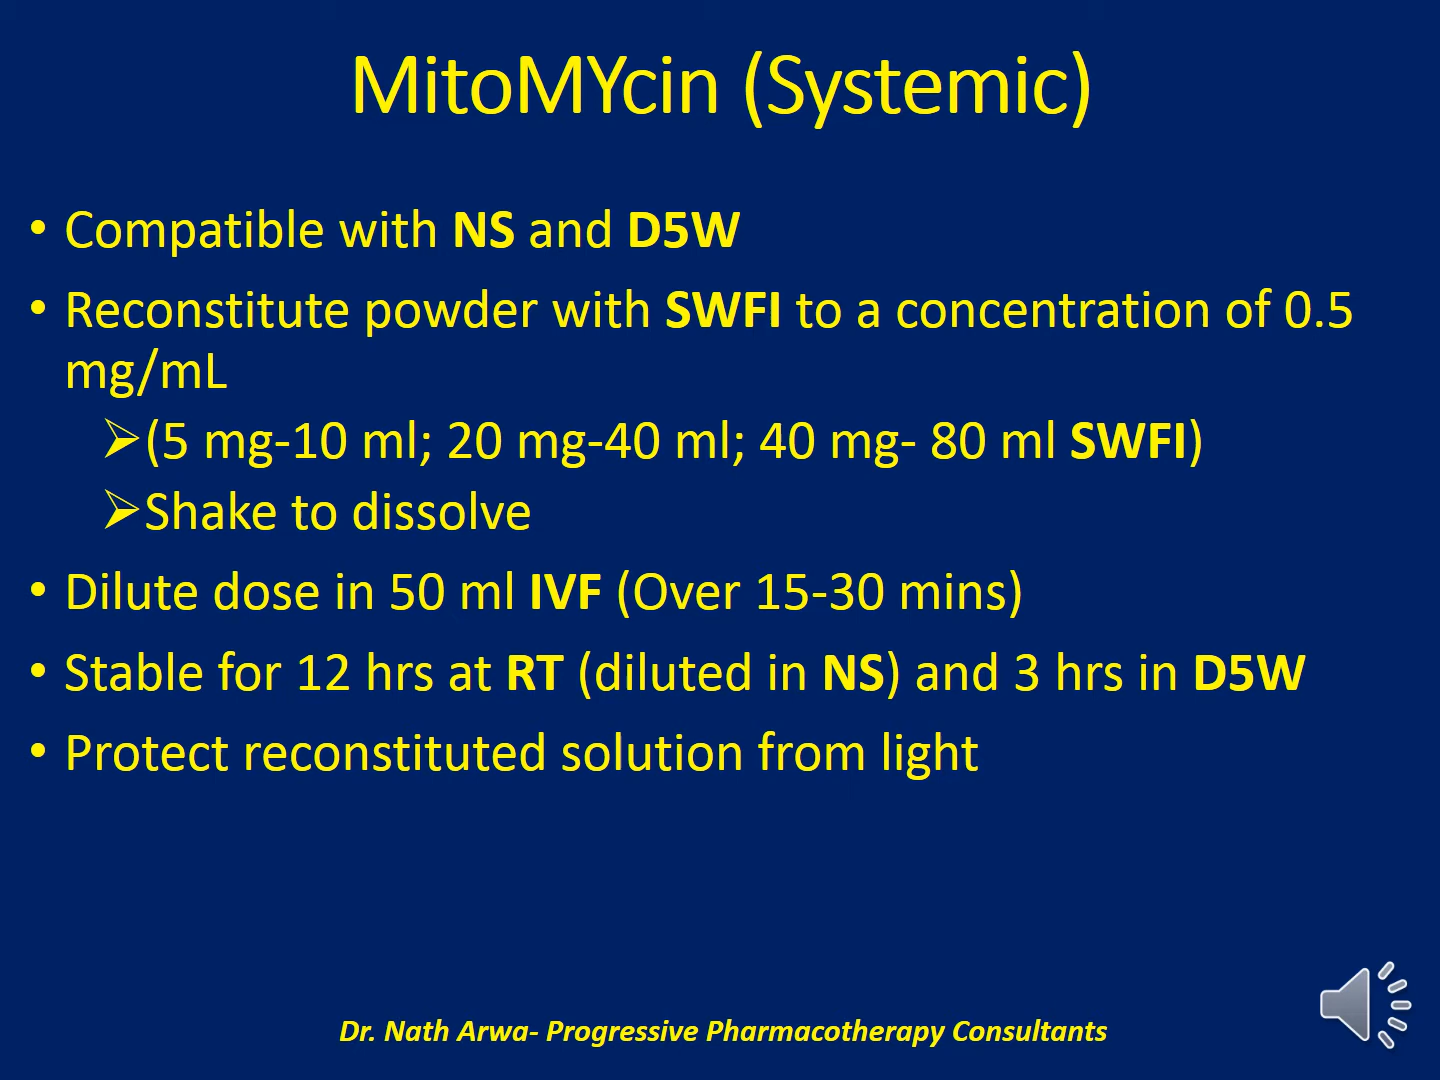 MitoMYcin (Systemic)
• Compatible with NS and D5W
• Reconstitute powder with SWFI to a concentration of 0.5
mg/mL
➢(5 mg-10 ml; 20 mg-40 ml; 40 mg- 80 ml SWFI)
➢Shake to dissolve
• Dilute dose in 50 ml IVF (Over 15-30 mins)
• Stable for 12 hrs at RT (diluted in NS) and 3 hrs in D5W
• Protect reconstituted solution from light
Dr. Nath Arwa- Progressive Pharmacotherapy Consultants